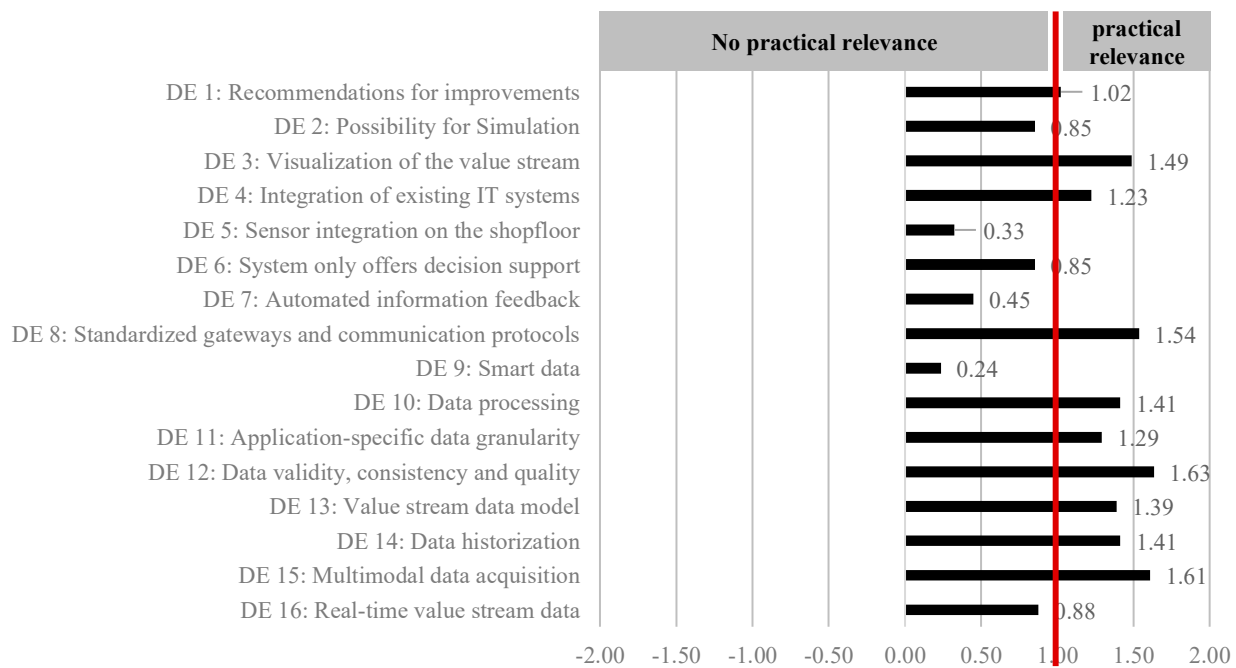 No practical relevance
practical
relevance
DE 1: Recommendations for improvements 1.02
DE 2: Possibility for Simulation 0.85
DE 3: Visualization of the value stream 1.49
DE 4: Integration of existing IT systems 1.23
DE 5: Sensor integration on the shopfloor 0.33
DE 6: System only offers decision support 0.85
DE 7: Automated information feedback 0.45
DE 8: Standardized gateways and communication protocols 1.54
DE 9: Smart data 0.24
DE 10: Data processing 1.41
DE 11: Application-specific data granularity 1.29
DE 12: Data validity, consistency and quality 1.63
DE 13: Value stream data model 1.39
DE 14: Data historization 1.41
DE 15: Multimodal data acquisition 1.61
DE 16: Real-time value stream data 0.88
-2.00 -1.50 -1.00 -0.50 0.00 0.50 1.00 1.50 2.00